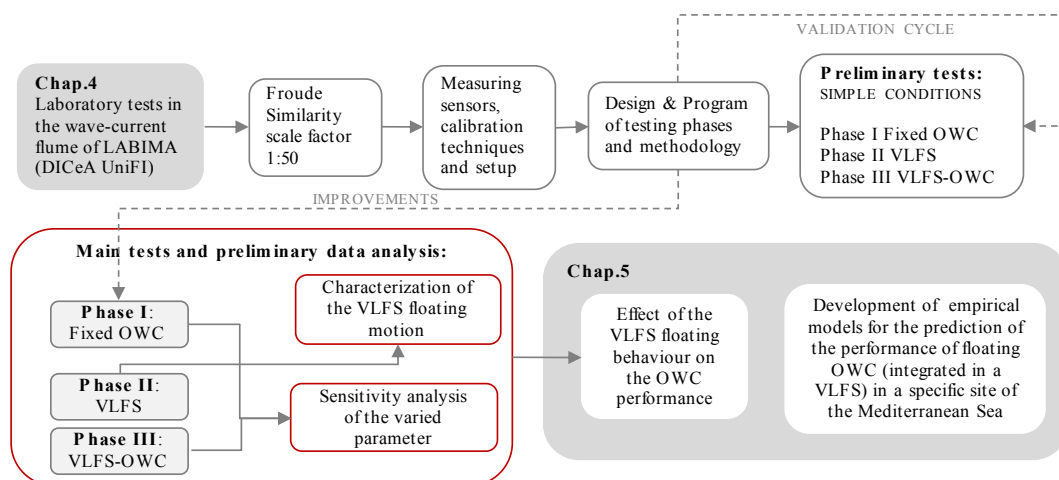 VALIDATION CYCLE
Chap.4
Laboratory tests in
the wave-current
flume of LABIMA
(DICeA UniFI)
Froude
Similarity
scale factor
1:50
Measuring
sensors,
calibration
techniques
and setup
Design & Program
of testing phases
and methodology
Preliminary tests:
SIMPLE CONDITIONS
Phase I Fixed OWC
Phase II VLFS
Phase III VLFS-OWC
IMPROVEMENTS
Main tests and preliminary data analysis:
Phase I:
Fixed OWC
Phase II:
VLFS
Phase III:
VLFS-OWC
Characterization of
the VLFS floating
motion
Sensitivity analysis
of the varied
parameter
Chap.5
Effect of the
VLFS floating
behaviour on
the OWC
performance
Development of empirical
models for the prediction of
the performance of floating
OWC (integrated in a
VLFS) in a specific site of
the Mediterranean Sea